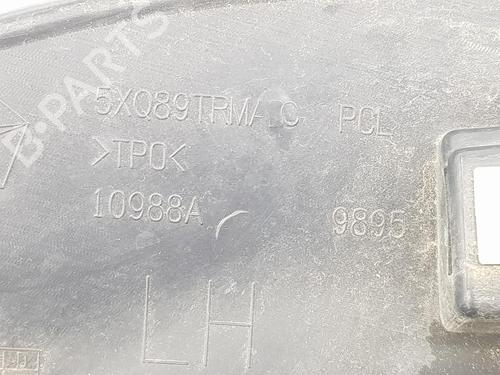 B-PARTS
5XQ89TRMAC PCL
>TPO<
10988A 9895
LH